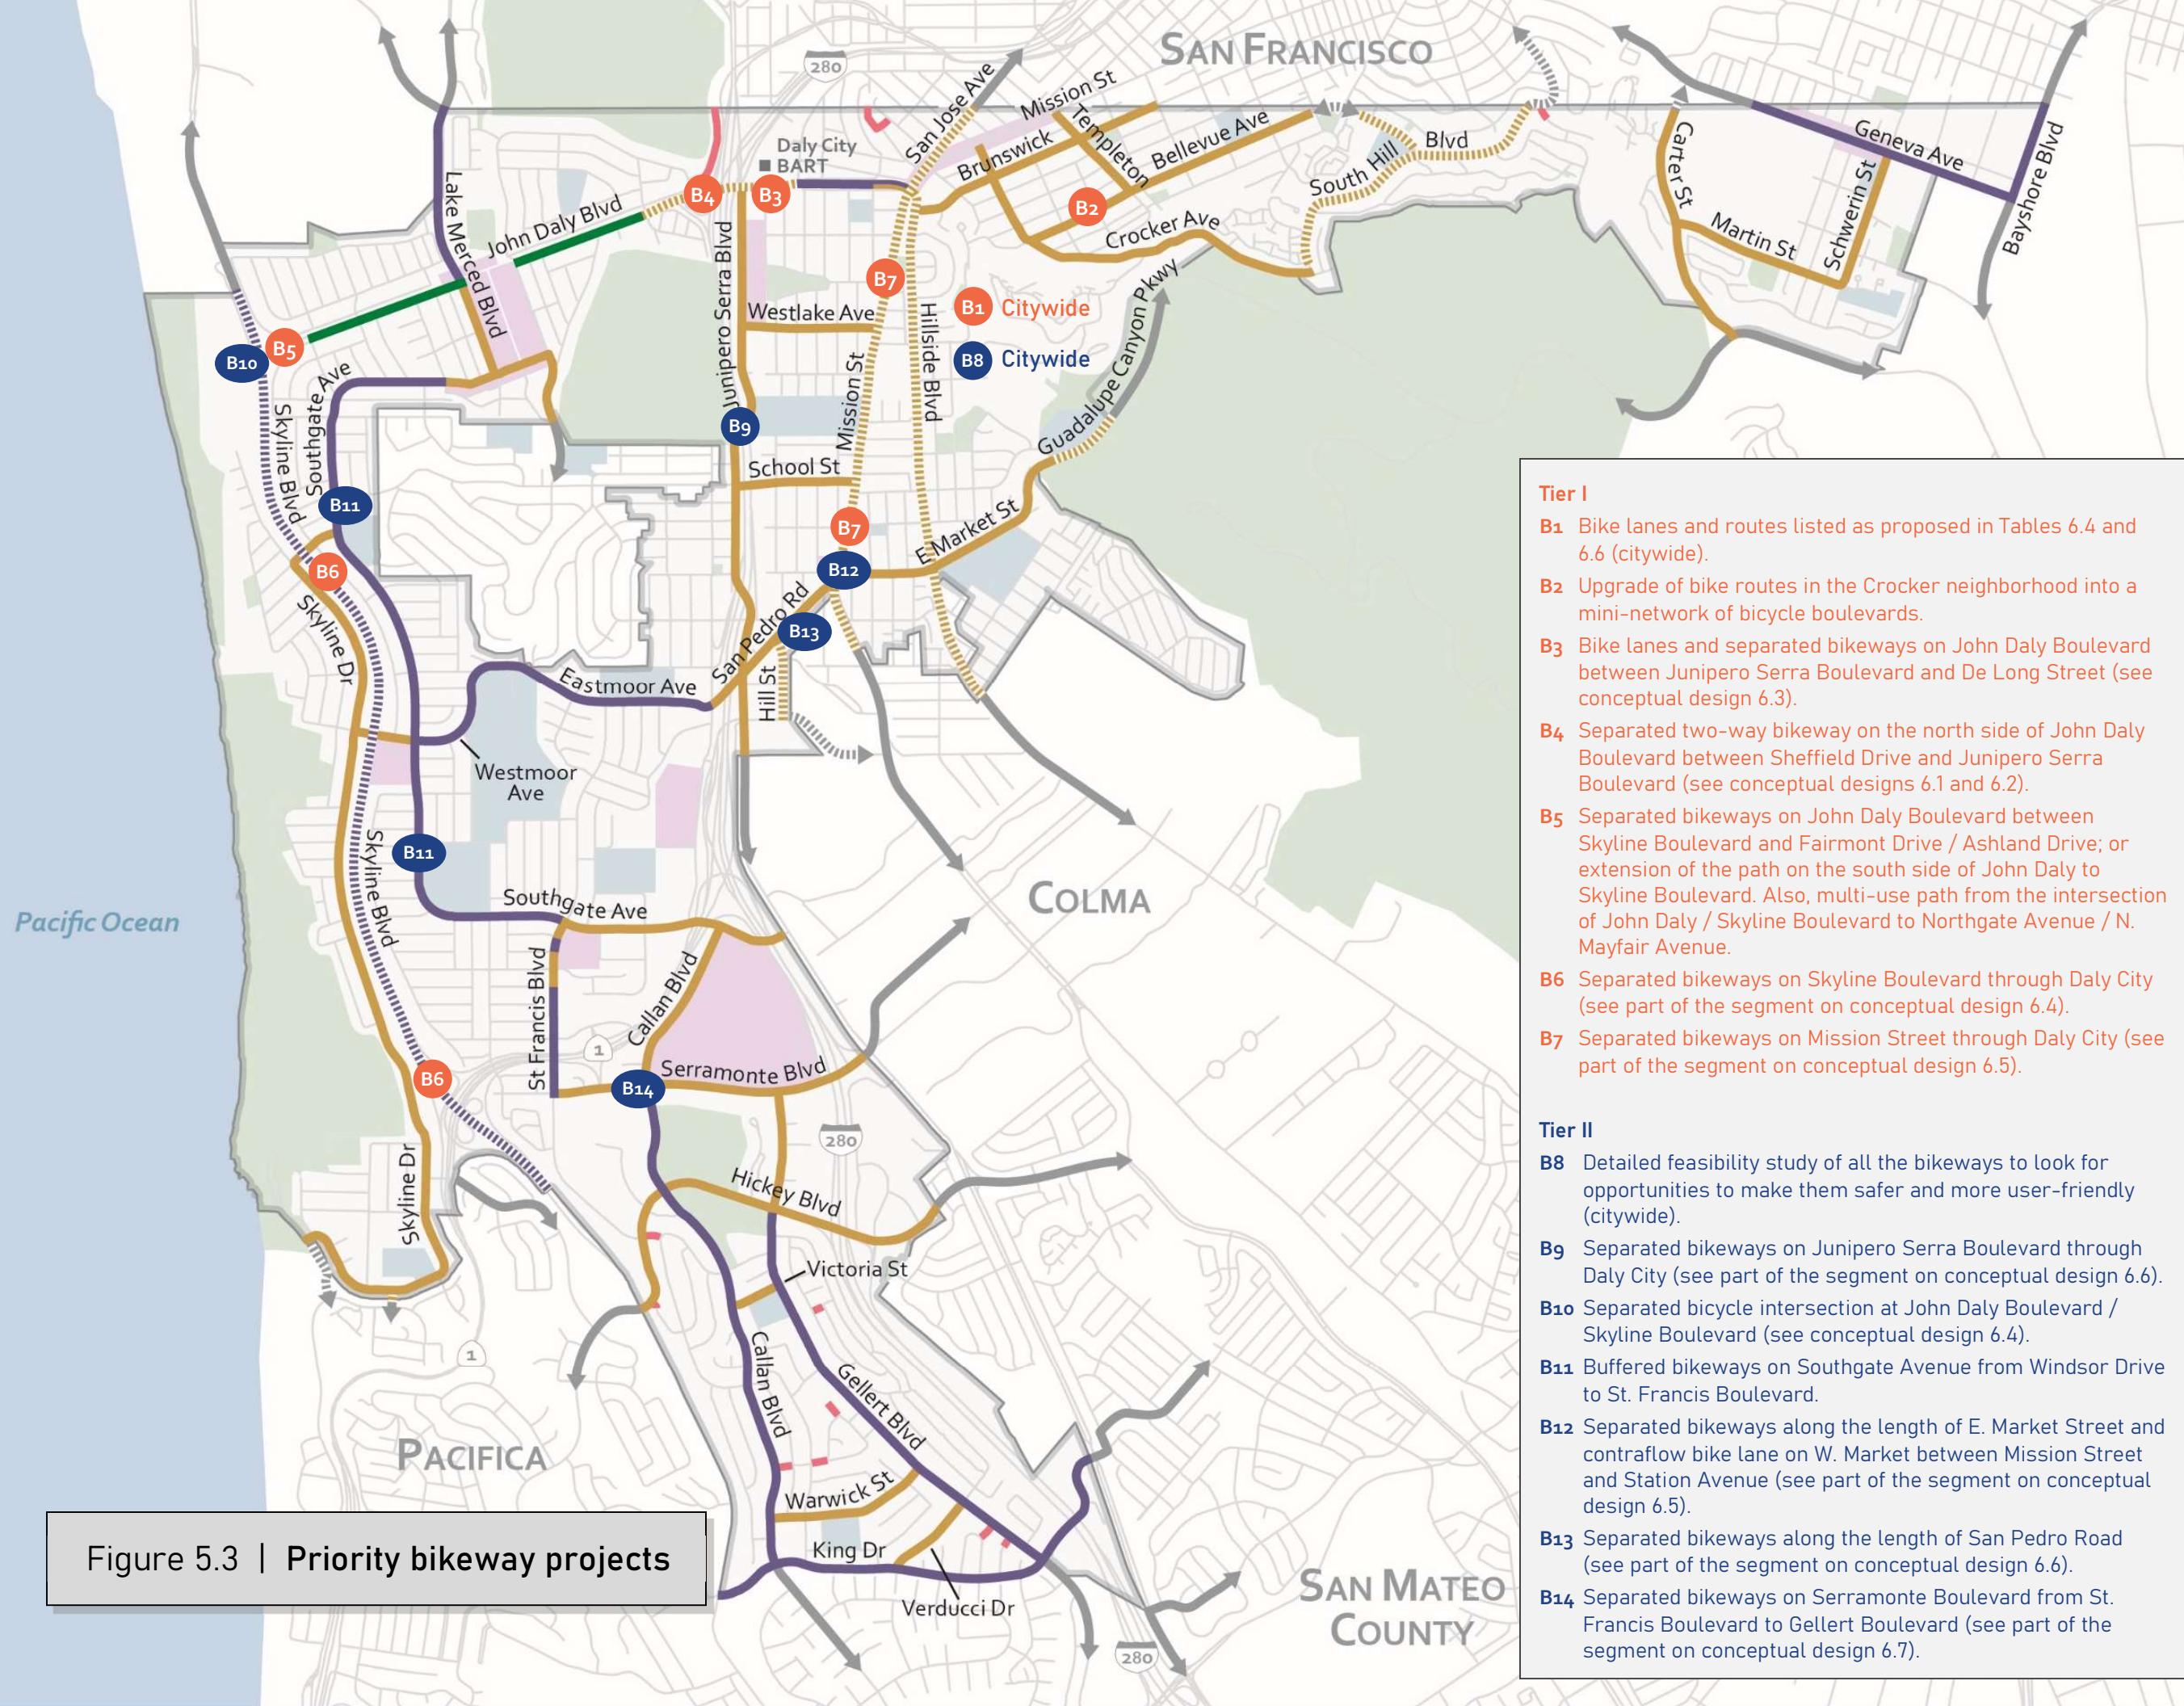 SAN FRANCISCO
280
San Jose Ave
Mission St
Daly City
BART
Brunswick
Templeton
Bellevue Ave
South Hill
Blvd
Carter St
Geneva Ave
Bayshore Blvd
Schwerin St
Martin St
Lake Merced Blvd
John Daly Blvd
B4
B3
B2
Crocker Ave
Junipero Serra Blvd
B7
Westlake Ave
Hillside Blvd
B1 Citywide
B8 Citywide
Guadalupe Canyon Pkwy
B10
B5
Southgate Ave
Skyline Blvd
Mission St
B9
School St
B11
B7
E Market St
B6
B12
Skyline Dr
San Pedro Rd
B13
Hill St
Eastmoor Ave
Westmoor
Ave
Skyline Blvd
B11
Pacific Ocean
COLMA
Southgate Ave
St Francis Blvd
Callan Blvd
1
Serramonte Blvd
B6
B14
280
Skyline Dr
Hickey Blvd
Victoria St
1
Callan Blvd
Gellert Blvd
PACIFICA
Warwick St
King Dr
Verducci Dr
SAN MATEO
COUNTY
280
Figure 5.3 | Priority bikeway projects
Tier I
B1 Bike lanes and routes listed as proposed in Tables 6.4 and
6.6 (citywide).
B2 Upgrade of bike routes in the Crocker neighborhood into a
mini-network of bicycle boulevards.
B3 Bike lanes and separated bikeways on John Daly Boulevard
between Junipero Serra Boulevard and De Long Street (see
conceptual design 6.3).
B4 Separated two-way bikeway on the north side of John Daly
Boulevard between Sheffield Drive and Junipero Serra
Boulevard (see conceptual designs 6.1 and 6.2).
B5 Separated bikeways on John Daly Boulevard between
Skyline Boulevard and Fairmont Drive / Ashland Drive; or
extension of the path on the south side of John Daly to
Skyline Boulevard. Also, multi-use path from the intersection
of John Daly / Skyline Boulevard to Northgate Avenue / N.
Mayfair Avenue.
B6 Separated bikeways on Skyline Boulevard through Daly City
(see part of the segment on conceptual design 6.4).
B7 Separated bikeways on Mission Street through Daly City (see
part of the segment on conceptual design 6.5).
Tier II
B8 Detailed feasibility study of all the bikeways to look for
opportunities to make them safer and more user-friendly
(citywide).
B9 Separated bikeways on Junipero Serra Boulevard through
Daly City (see part of the segment on conceptual design 6.6).
B10 Separated bicycle intersection at John Daly Boulevard /
Skyline Boulevard (see conceptual design 6.4).
B11 Buffered bikeways on Southgate Avenue from Windsor Drive
to St. Francis Boulevard.
B12 Separated bikeways along the length of E. Market Street and
contraflow bike lane on W. Market between Mission Street
and Station Avenue (see part of the segment on conceptual
design 6.5).
B13 Separated bikeways along the length of San Pedro Road
(see part of the segment on conceptual design 6.6).
B14 Separated bikeways on Serramonte Boulevard from St.
Francis Boulevard to Gellert Boulevard (see part of the
segment on conceptual design 6.7).